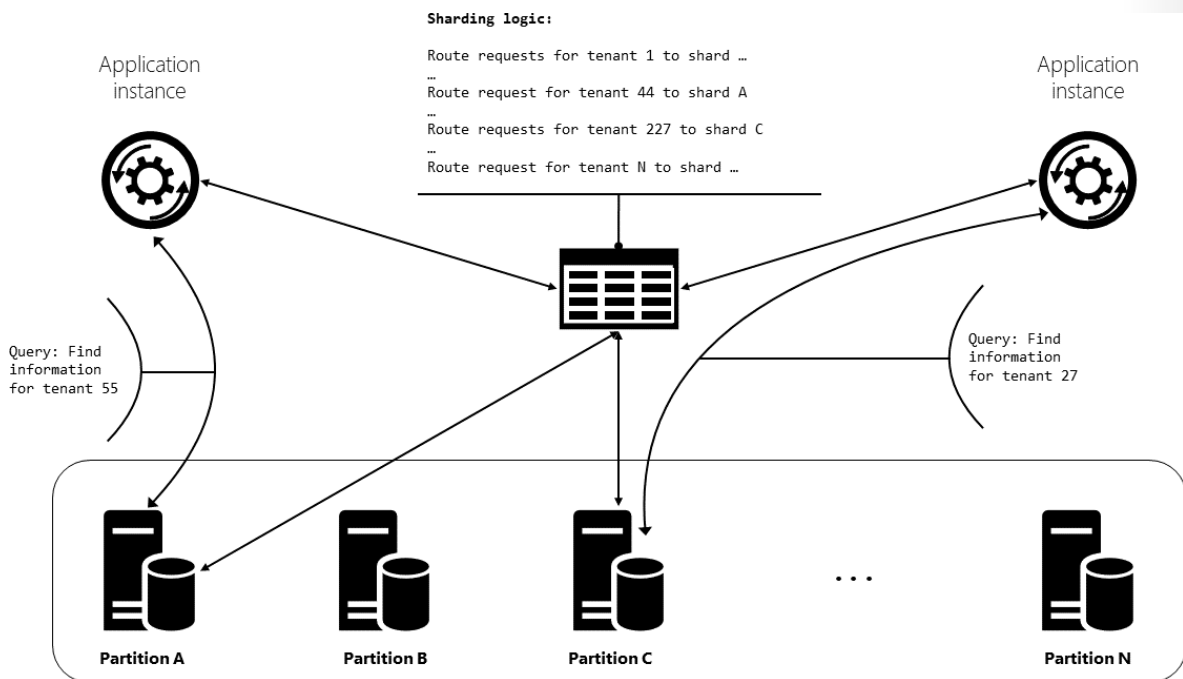 Sharding logic:
Route requests for tenant 1 to shard …
…
Route request for tenant 44 to shard A
…
Route requests for tenant 227 to shard C
…
Route request for tenant N to shard …
Application
instance
Application
instance
Query: Find
information
for tenant 55
Query: Find
information
for tenant 27
...
Partition A
Partition B
Partition C
Partition N